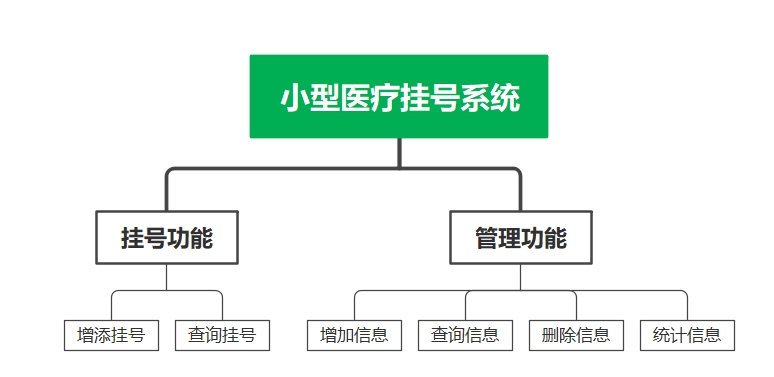 小型医疗挂号系统
挂号功能
管理功能
增添挂号
查询挂号
增加信息
查询信息
删除信息
统计信息